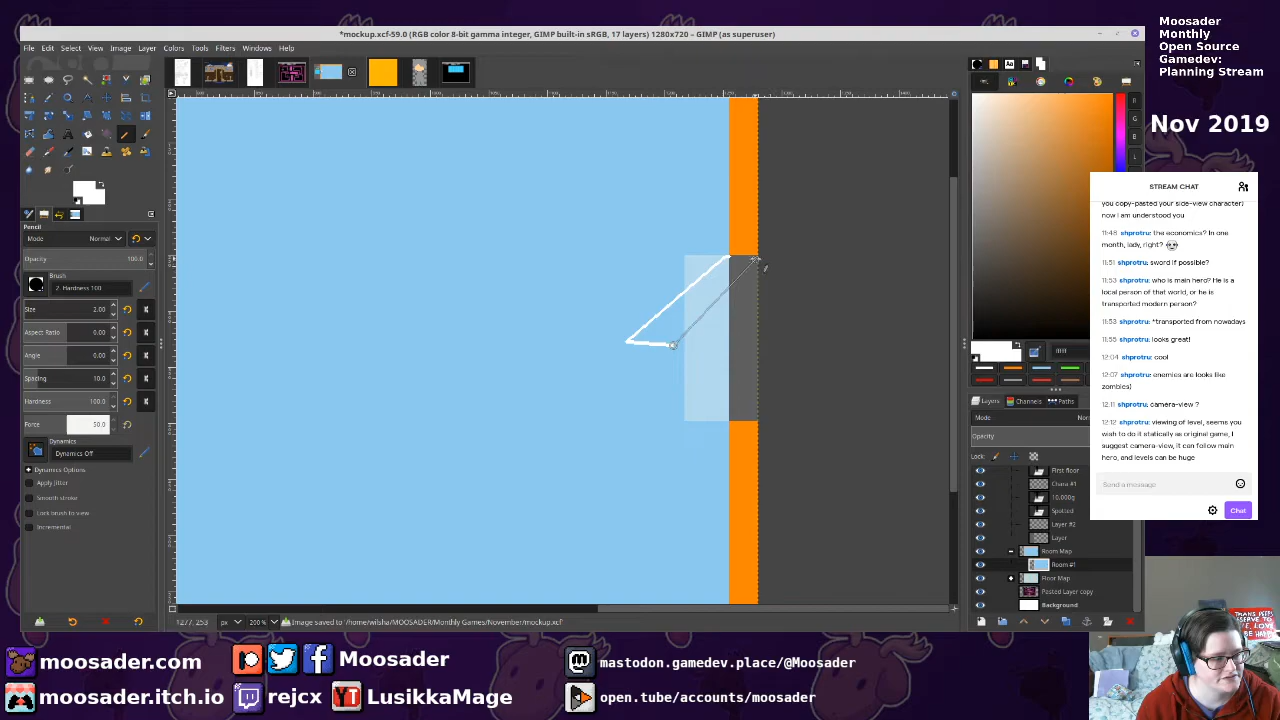 *mockup.xcf-59.0 (RGB color 8-bit gamma integer, GIMP built-in sRGB, 17 layers) 1280x720 – GIMP (as superuser)
File Edit Select View Image Layer Colors Tools Filters Windows Help
Pencil
Mode Normal
Opacity 100.0
Brush
2. Hardness 100
Size 2.00
Aspect Ratio 0.00
Angle 0.00
Spacing 10.0
Hardness 100.0
Force 50.0
Dynamics
Dynamics Off
Dynamics Options
Apply Jitter
Smooth stroke
Lock brush to view
Incremental
1277, 253 px 200 % Image saved to '/home/wilsha/MOOSADER/Monthly Games/November/mockup.xcf'
R
G
B
L
ffffff
Layers Channels Paths
Mode
Opacity
Lock:
First floor
Chara #1
10,000g
Spotted
Layer #2
Layer
Room Map
Room #1
Floor Map
Pasted Layer copy
Background
Moosader
Monthly
Open Source
Gamedev:
Planning Stream
Nov 2019
STREAM CHAT
you copy-pasted your side-view character)
now I am understood you
11:48 shprotru: the economics? In one
month, lady, right?
11:51 shprotru: sword if possible?
11:53 shprotru: who is main hero? He is a
local person of that world, or he is
transported modern person?
11:53 shprotru: *transported from nowadays
11:55 shprotru: looks great!
12:04 shprotru: cool
12:07 shprotru: enemies are looks like
zombies)
12:11 shprotru: camera-view ?
12:12 shprotru: viewing of level, seems you
wish to do it statically as original game, I
suggest camera-view, it can follow main
hero, and levels can be huge
Send a message
Chat
moosader.com
Moosader
mastodon.gamedev.place/@Moosader
moosader.itch.io
rejcx
LusikkaMage
open.tube/accounts/moosader